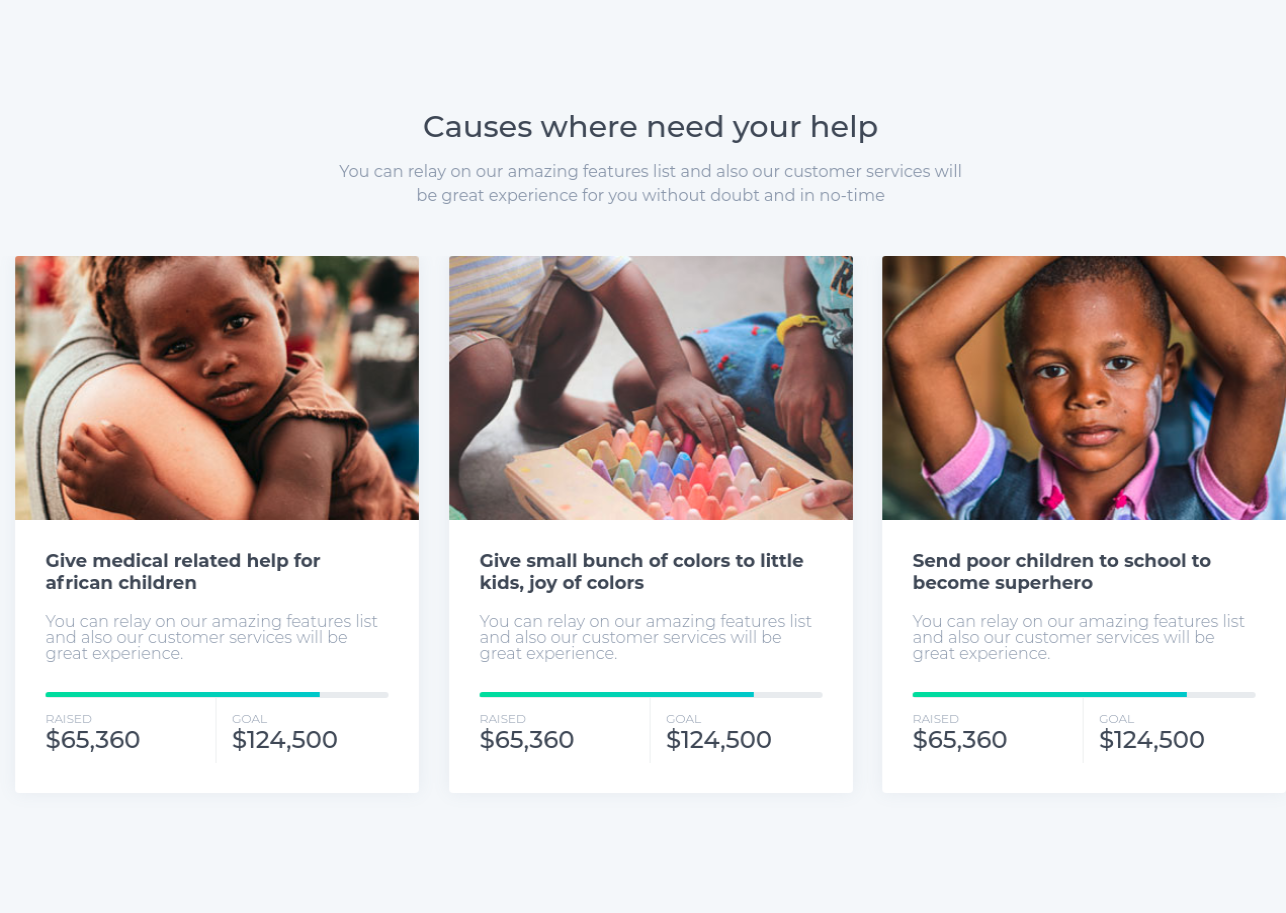 Causes where need your help
You can relay on our amazing features list and also our customer services will
be great experience for you without doubt and in no-time
Give medical related help for
african children
You can relay on our amazing features list
and also our customer services will be
great experience.
RAISED
$65,360
GOAL
$124,500
Give small bunch of colors to little
kids, joy of colors
You can relay on our amazing features list
and also our customer services will be
great experience.
RAISED
$65,360
GOAL
$124,500
Send poor children to school to
become superhero
You can relay on our amazing features list
and also our customer services will be
great experience.
RAISED
$65,360
GOAL
$124,500